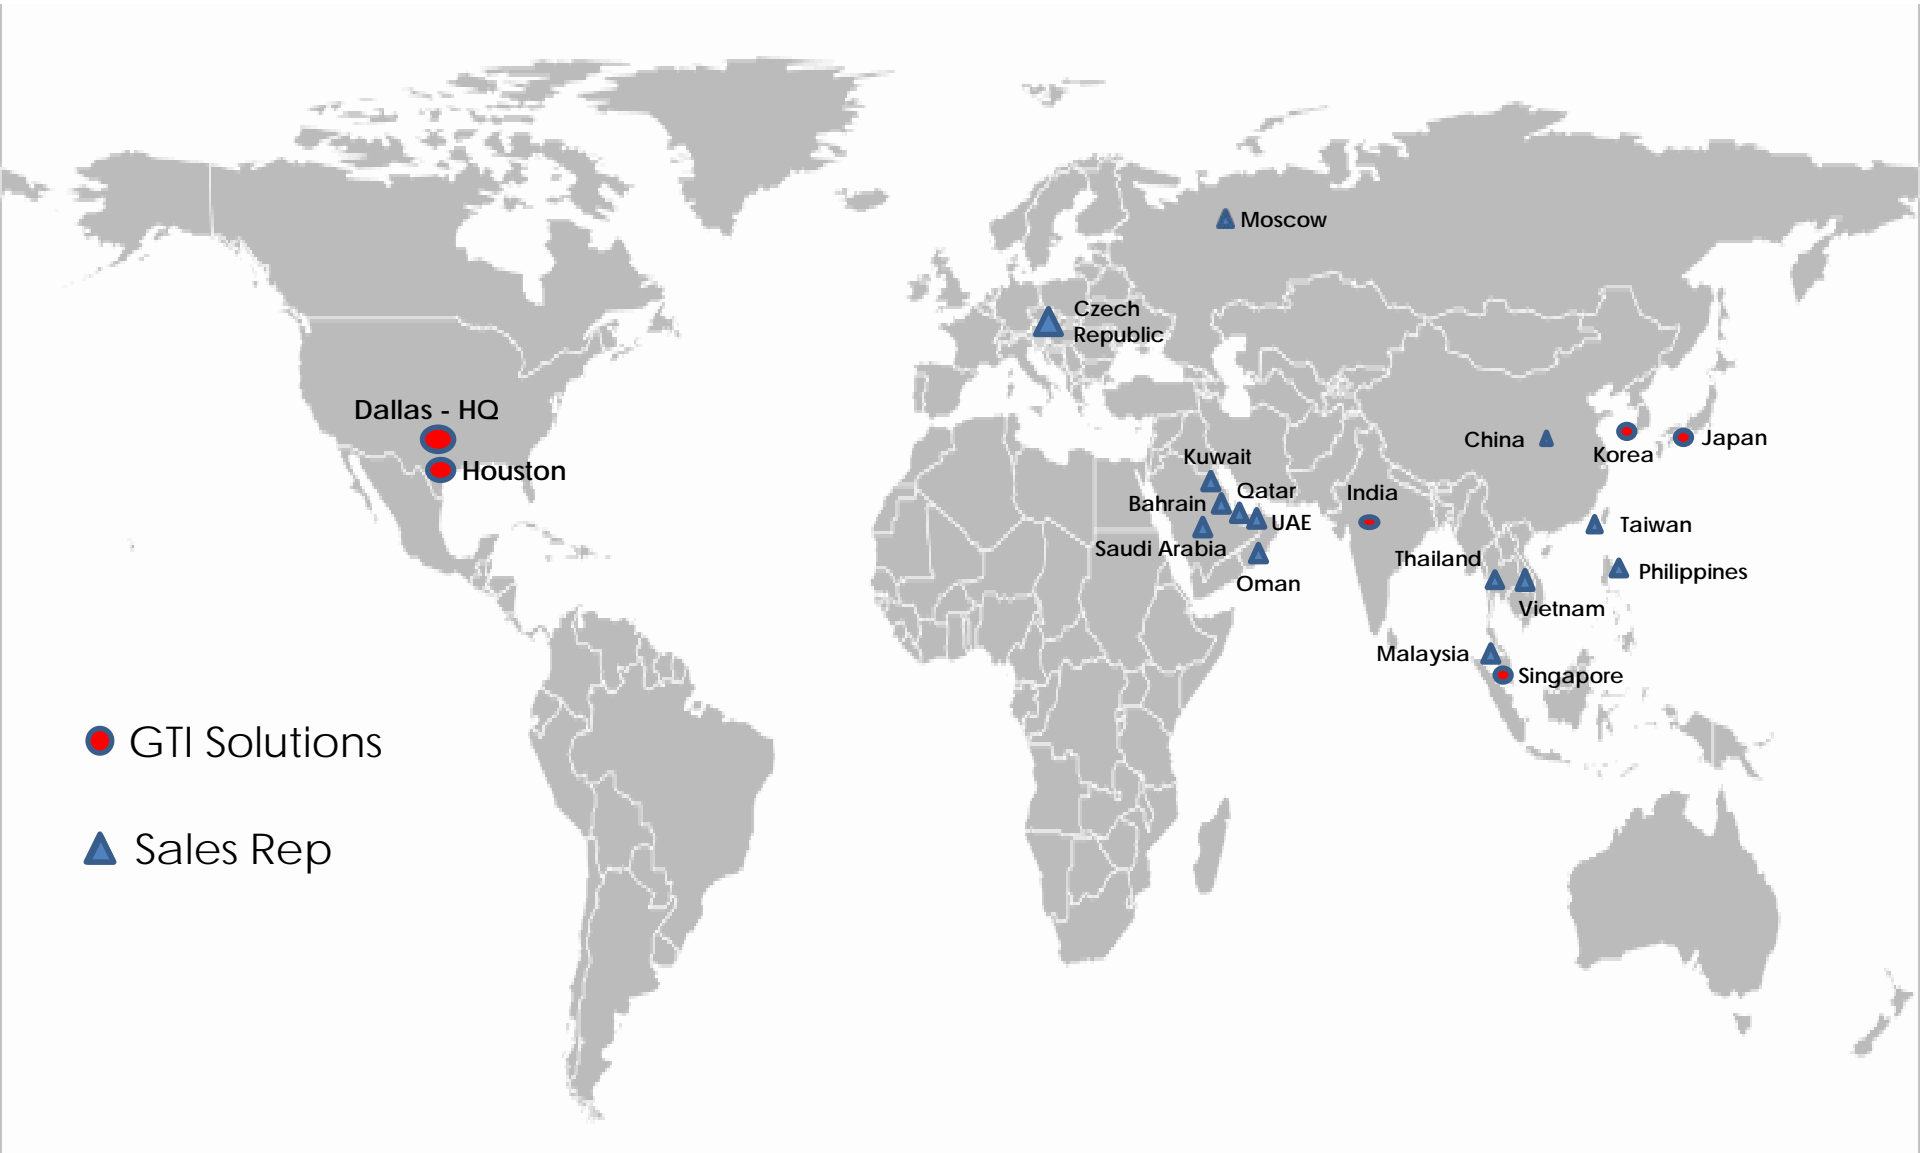 Moscow
Czech
Republic
Dallas - HQ
Houston
China
Korea
Japan
Kuwait
Qatar
Bahrain
UAE
India
Saudi Arabia
Oman
Taiwan
Thailand
Philippines
Vietnam
Malaysia
Singapore
GTI Solutions
Sales Rep